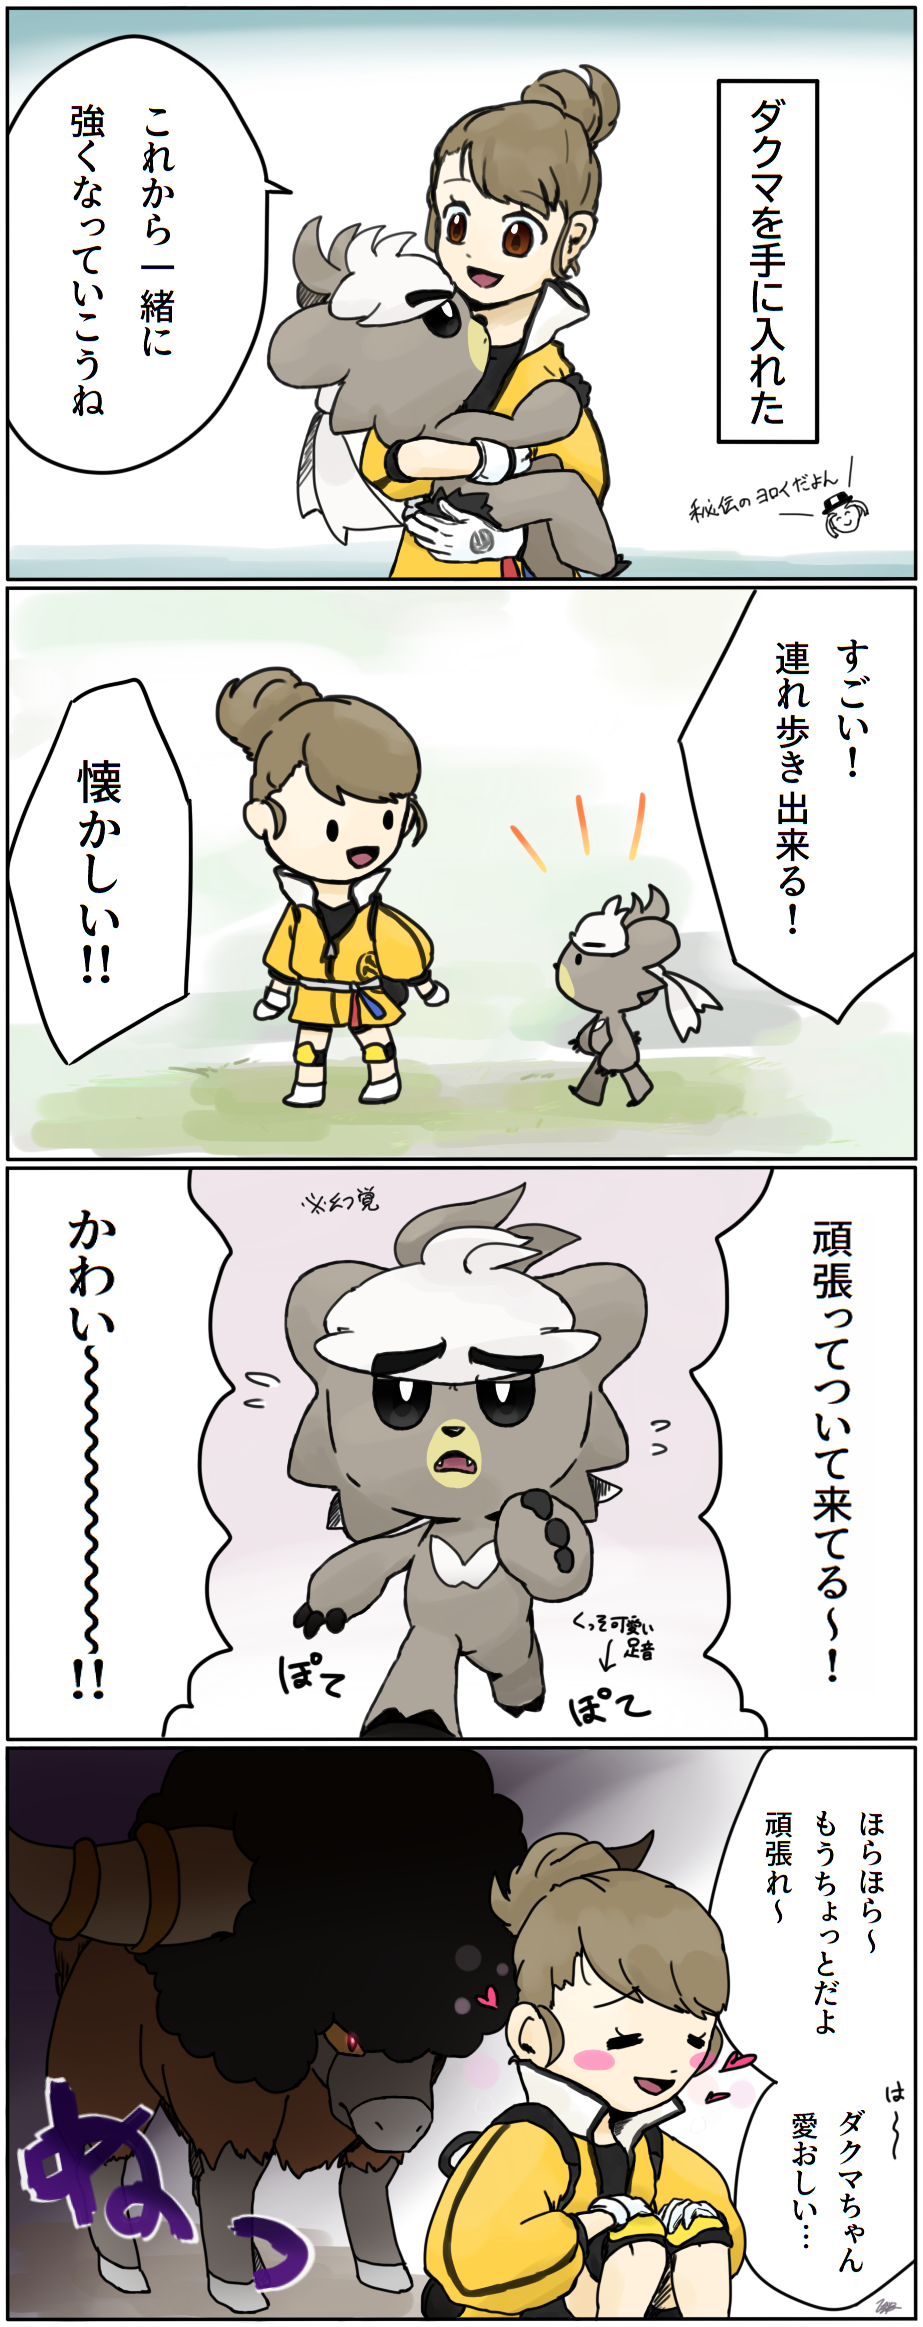 ダクマを手に入れた
これから一緒に
強くなっていこうね
秘伝のヨロイだよん
すごい！
連れ歩き出来る！
懐かしい!!
頑張ってついて来てる～！
※幻覚
かわい～～～～～～～～!!
くっそ可愛い
足音
ぽて
ぽて
ほらほら～
もうちょっとだよ
頑張れ～
は～～
ダクマちゃん
愛おしい…
ぬっ